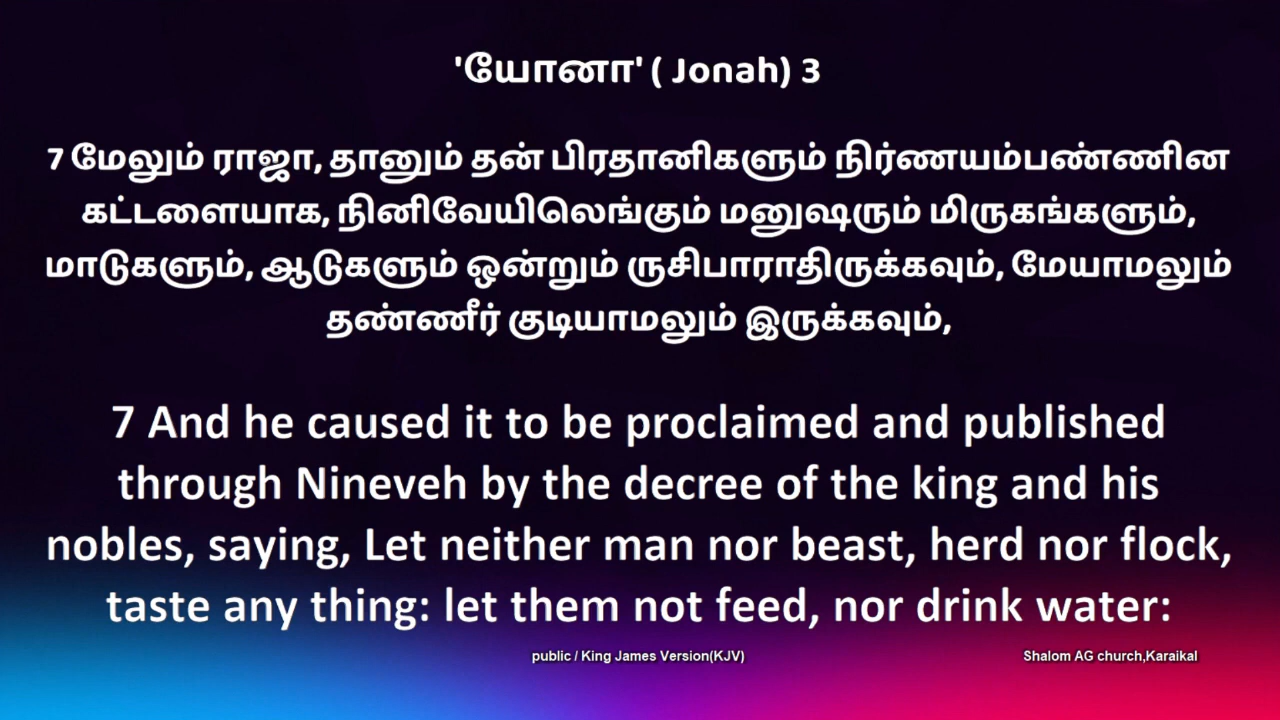 'யோனா' ( Jonah) 3
7 மேலும் ராஜா, தானும் தன் பிரதானிகளும் நிர்ணயம்பண்ணின
கட்டளையாக, நினிவேயிலெங்கும் மனுஷரும் மிருகங்களும்,
மாடுகளும், ஆடுகளும் ஒன்றும் ருசிபாராதிருக்கவும், மேயாமலும்
தண்ணீர் குடியாமலும் இருக்கவும்,
7 And he caused it to be proclaimed and published
through Nineveh by the decree of the king and his
nobles, saying, Let neither man nor beast, herd nor flock,
taste any thing: let them not feed, nor drink water:
public / King James Version(KJV)
Shalom AG church,Karaikal